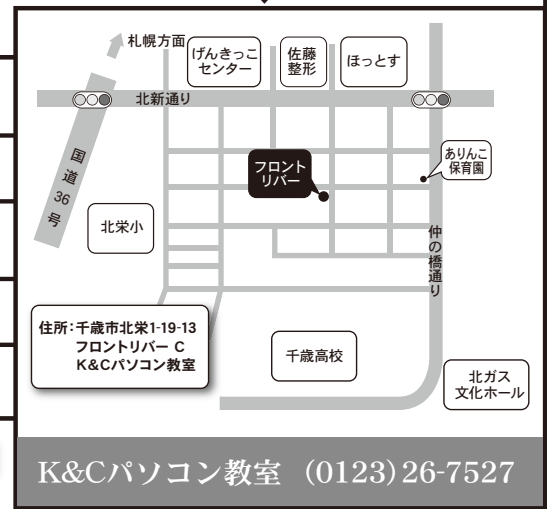 札幌方面
げんきっこ
センター
佐藤
整形
ほっとす
北新通り
国道36号
フロント
リバー
ありんこ
保育園
北栄小
仲の橋通り
住所:千歳市北栄1-19-13
フロントリバー C
K&Cパソコン教室
千歳高校
北ガス
文化ホール
K&Cパソコン教室 (0123)26-7527